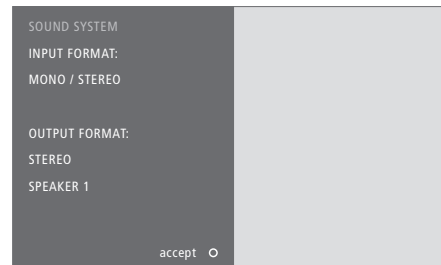 SOUND SYSTEM
INPUT FORMAT:
MONO / STEREO
OUTPUT FORMAT:
STEREO
SPEAKER 1
accept